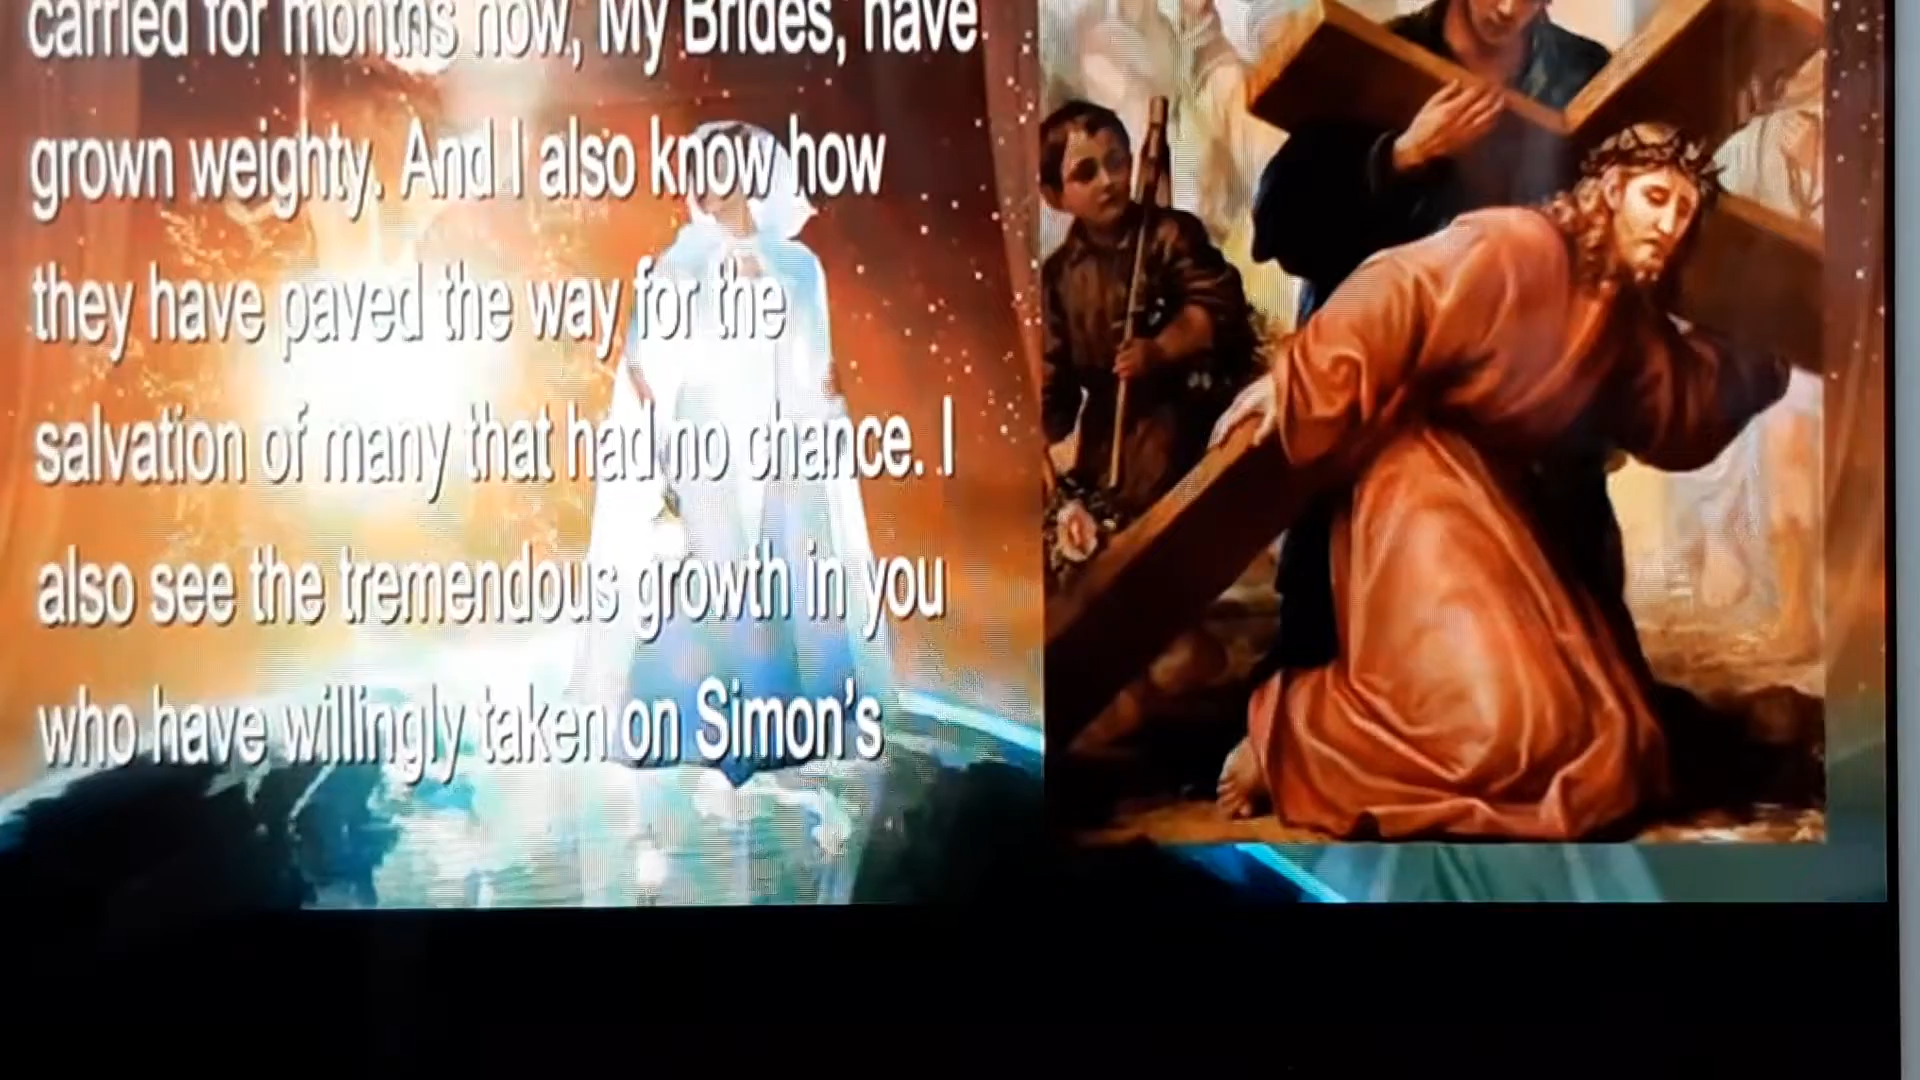 carried for months now, My Brides, have
grown weighty. And I also know how
they have paved the way for the
salvation of many that had no chance. I
also see the tremendous growth in you
who have willingly taken on Simon's